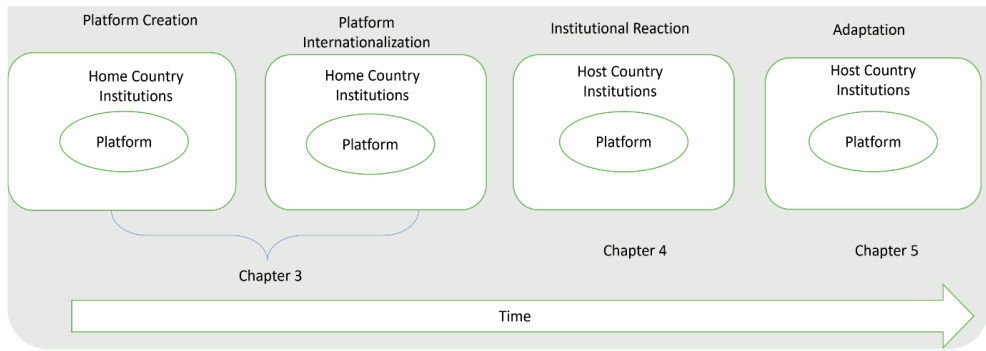 Platform Creation
Platform
Internationalization
Institutional Reaction
Adaptation
Home Country
Institutions
Platform
Home Country
Institutions
Platform
Host Country
Institutions
Platform
Host Country
Institutions
Platform
Chapter 3
Chapter 4
Chapter 5
Time